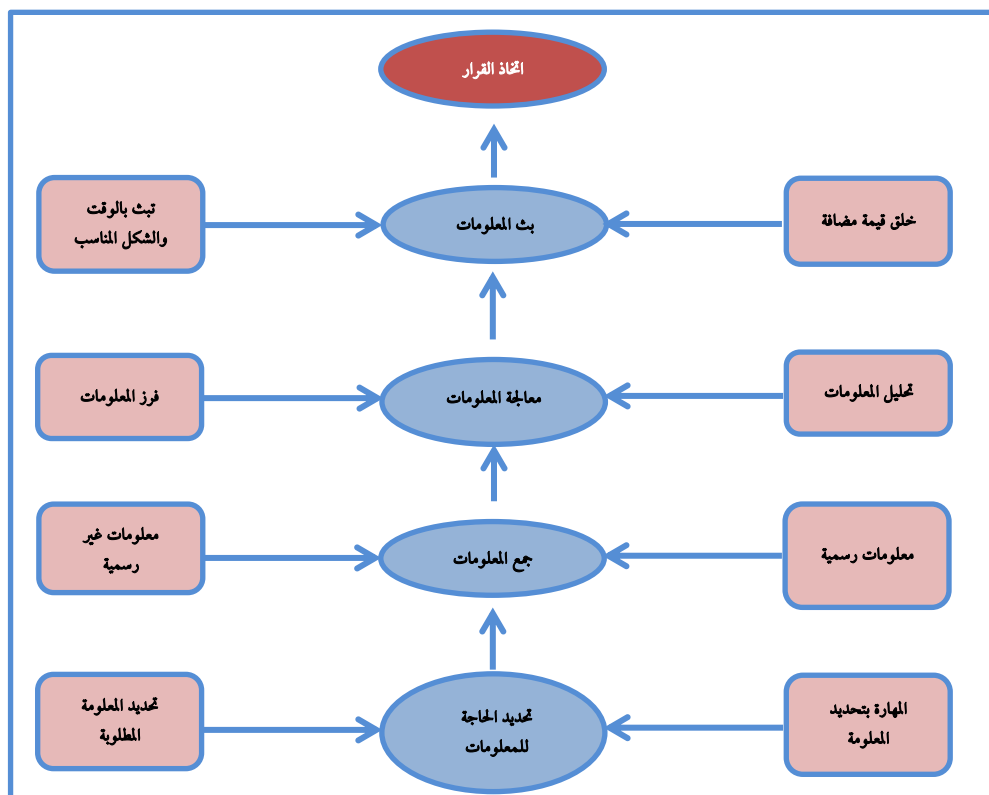 اتخاذ القرار
خلق قيمة مضافة
بث المعلومات
تبث بالوقت
والشكل المناسب
تحليل المعلومات
معالجة المعلومات
فرز المعلومات
معلومات رسمية
جمع المعلومات
معلومات غير
رسمية
المهارة بتحديد
المعلومة
تحديد الحاجة
للمعلومات
تحديد المعلومة
المطلوبة